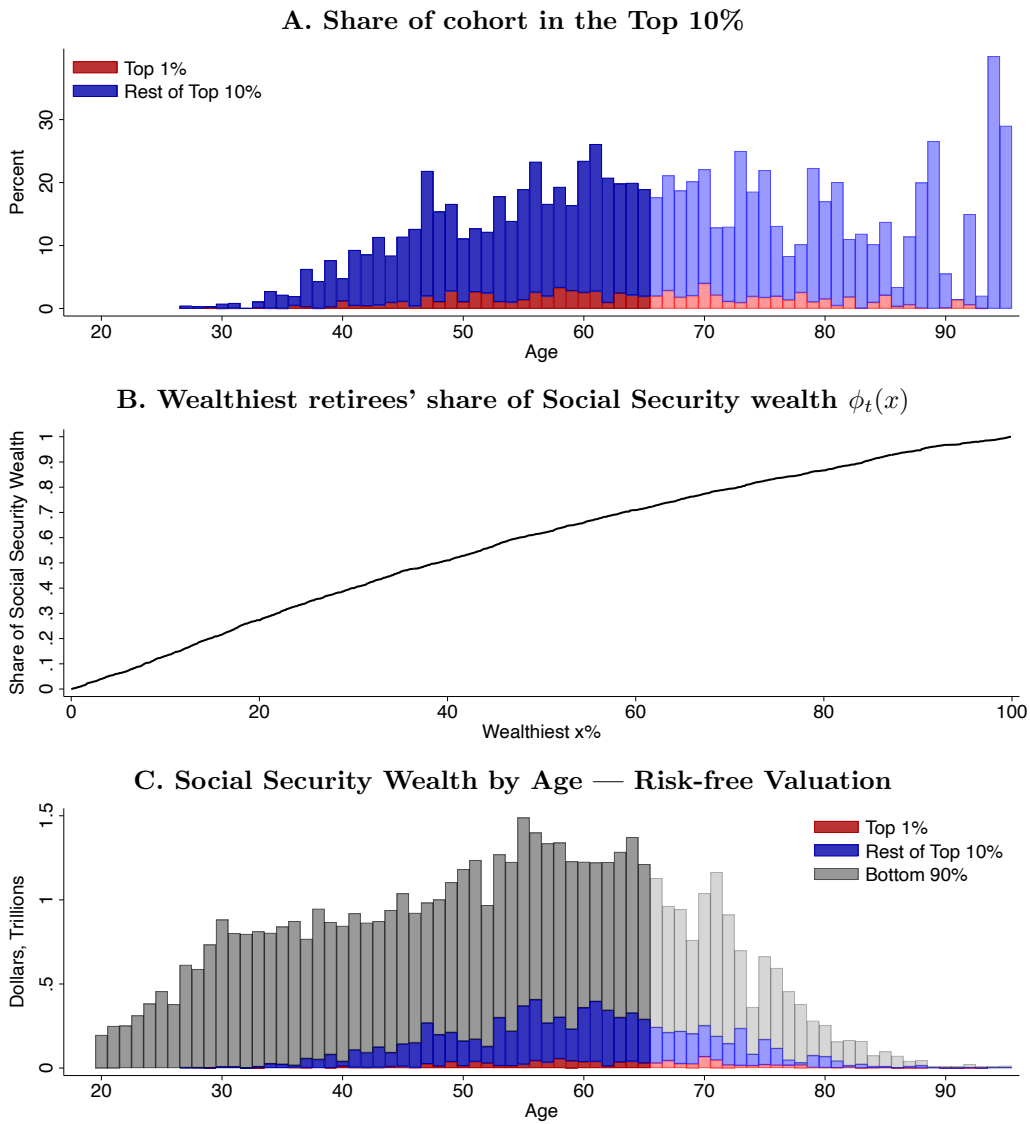 A. Share of cohort in the Top 10%
Top 1%
Rest of Top 10%
Percent
0 10 20 30
20 30 40 50 60 70 80 90
Age
B. Wealthiest retirees' share of Social Security wealth ϕt(x)
Share of Social Security Wealth
0 .1 .2 .3 .4 .5 .6 .7 .8 .9 1
0 20 40 60 80 100
Wealthiest x%
C. Social Security Wealth by Age — Risk-free Valuation
Top 1%
Rest of Top 10%
Bottom 90%
Dollars, Trillions
0 .5 1 1.5
20 30 40 50 60 70 80 90
Age